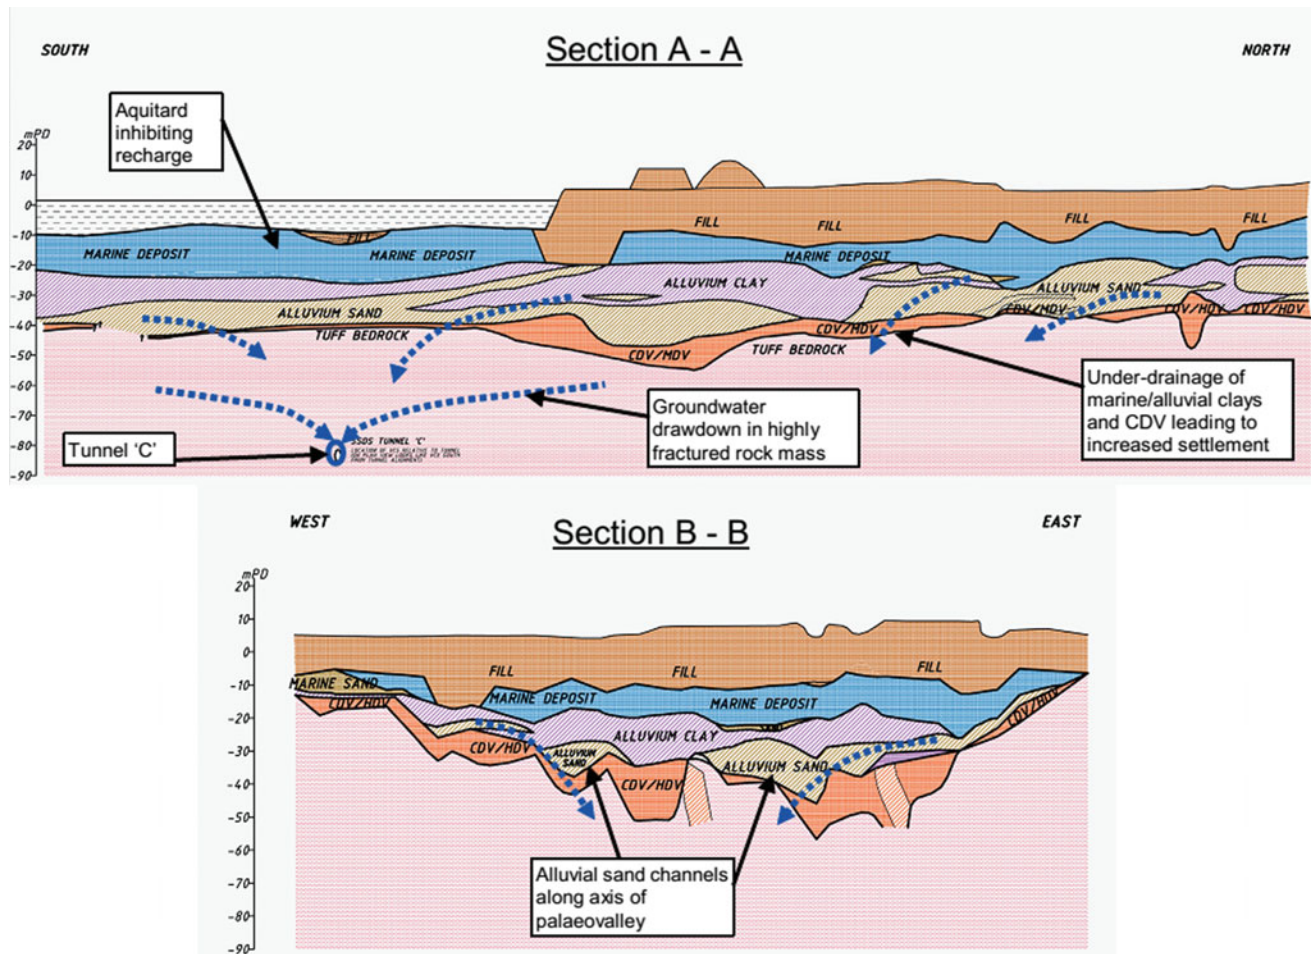 Section A - A
SOUTH
NORTH
Aquitard
inhibiting
recharge
mPD
20
10
0
-10
-20
-30
-40
-50
-60
-70
-80
-90
FILL
FILL
FILL
FILL
FILL
MARINE DEPOSIT
MARINE DEPOSIT
MARINE DEPOSIT
ALLUVIUM CLAY
ALLUVIUM SAND
ALLUVIUM SAND
CDV/MDV
CDV/HDV
CDV/HDV
CDV/HDV
TUFF BEDROCK
TUFF BEDROCK
CDV/MDV
Tunnel ‘C’
SSDS TUNNEL 'C'
Groundwater
drawdown in highly
fractured rock mass
Under-drainage of
marine/alluvial clays
and CDV leading to
increased settlement
Section B - B
WEST
EAST
mPD
20
10
0
-10
-20
-30
-40
-50
-60
-70
-80
-90
FILL
FILL
FILL
MARINE SAND
CDV/HDV
MARINE DEPOSIT
MARINE DEPOSIT
SAND
ALLUVIUM CLAY
CDV/HDV
CDV/HDV
ALLUVIUM
SAND
ALLUVIUM SAND
CDV/HDV
Alluvial sand channels
along axis of
palaeovalley